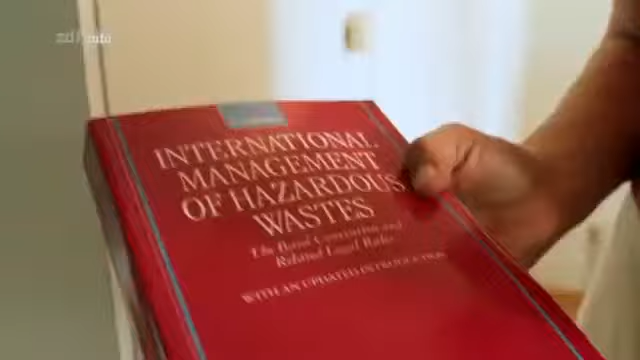 zdf info
INTERNATIONAL
MANAGEMENT
OF HAZARDOUS
WASTES
The Basel Convention and
Related Legal Rules
WITH AN UPDATED INTRODUCTION